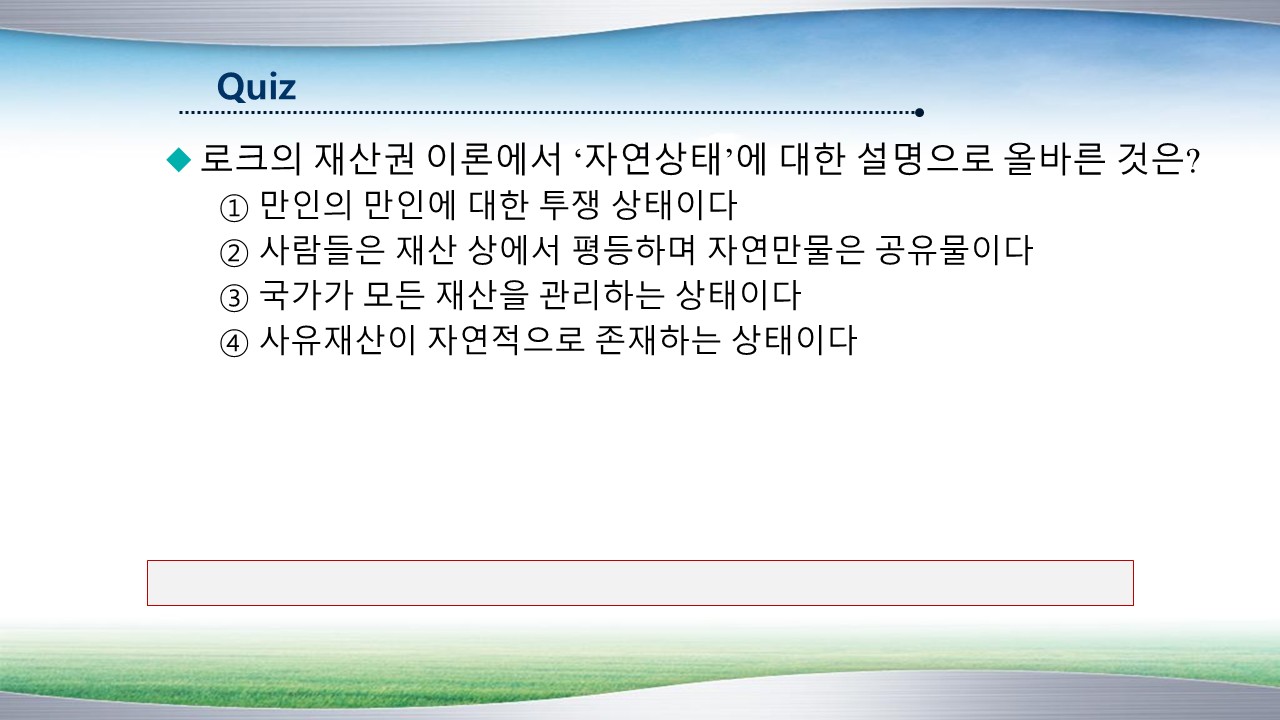 Quiz
로크의 재산권 이론에서 ‘자연상태’에 대한 설명으로 올바른 것은?
① 만인의 만인에 대한 투쟁 상태이다
② 사람들은 재산 상에서 평등하며 자연만물은 공유물이다
③ 국가가 모든 재산을 관리하는 상태이다
④ 사유재산이 자연적으로 존재하는 상태이다